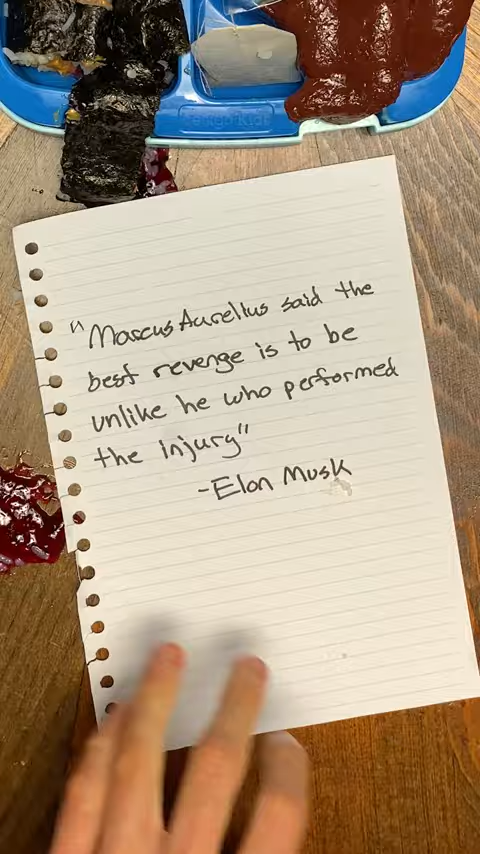 "Marcus Aurelius said the
best revenge is to be
unlike he who performed
the injury"
-Elon Musk